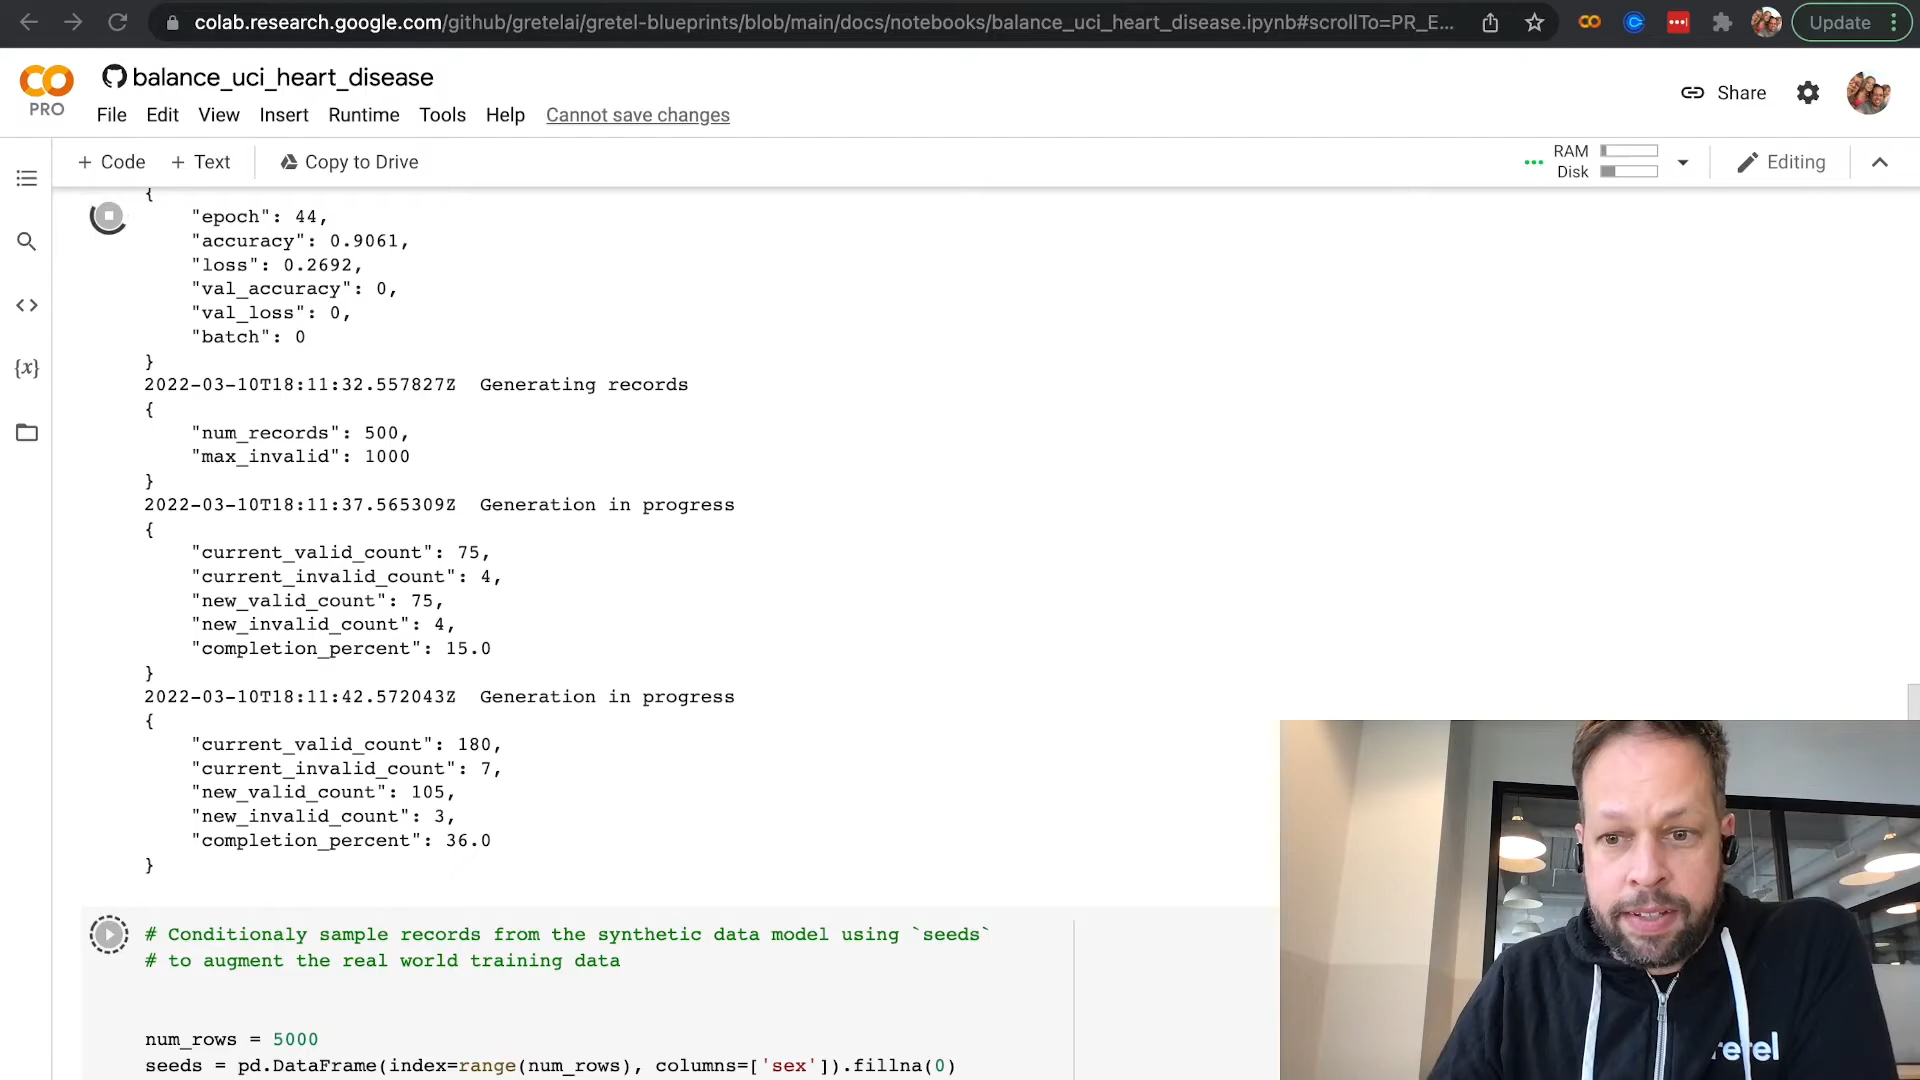 colab.research.google.com/github/gretelai/gretel-blueprints/blob/main/docs/notebooks/balance_uci_heart_disease.ipynb#scrollTo=PR_E...
Update
PRO
balance_uci_heart_disease
File Edit View Insert Runtime Tools Help Cannot save changes
Share
+ Code + Text Copy to Drive
RAM
Disk
Editing
{
"epoch": 44,
"accuracy": 0.9061,
"loss": 0.2692,
"val_accuracy": 0,
"val_loss": 0,
"batch": 0
}
2022-03-10T18:11:32.557827Z Generating records
{
"num_records": 500,
"max_invalid": 1000
}
2022-03-10T18:11:37.565309Z Generation in progress
{
"current_valid_count": 75,
"current_invalid_count": 4,
"new_valid_count": 75,
"new_invalid_count": 4,
"completion_percent": 15.0
}
2022-03-10T18:11:42.572043Z Generation in progress
{
"current_valid_count": 180,
"current_invalid_count": 7,
"new_valid_count": 105,
"new_invalid_count": 3,
"completion_percent": 36.0
}
# Conditionaly sample records from the synthetic data model using `seeds`
# to augment the real world training data
num_rows = 5000
seeds = pd.DataFrame(index=range(num_rows), columns=['sex']).fillna(0)
retel